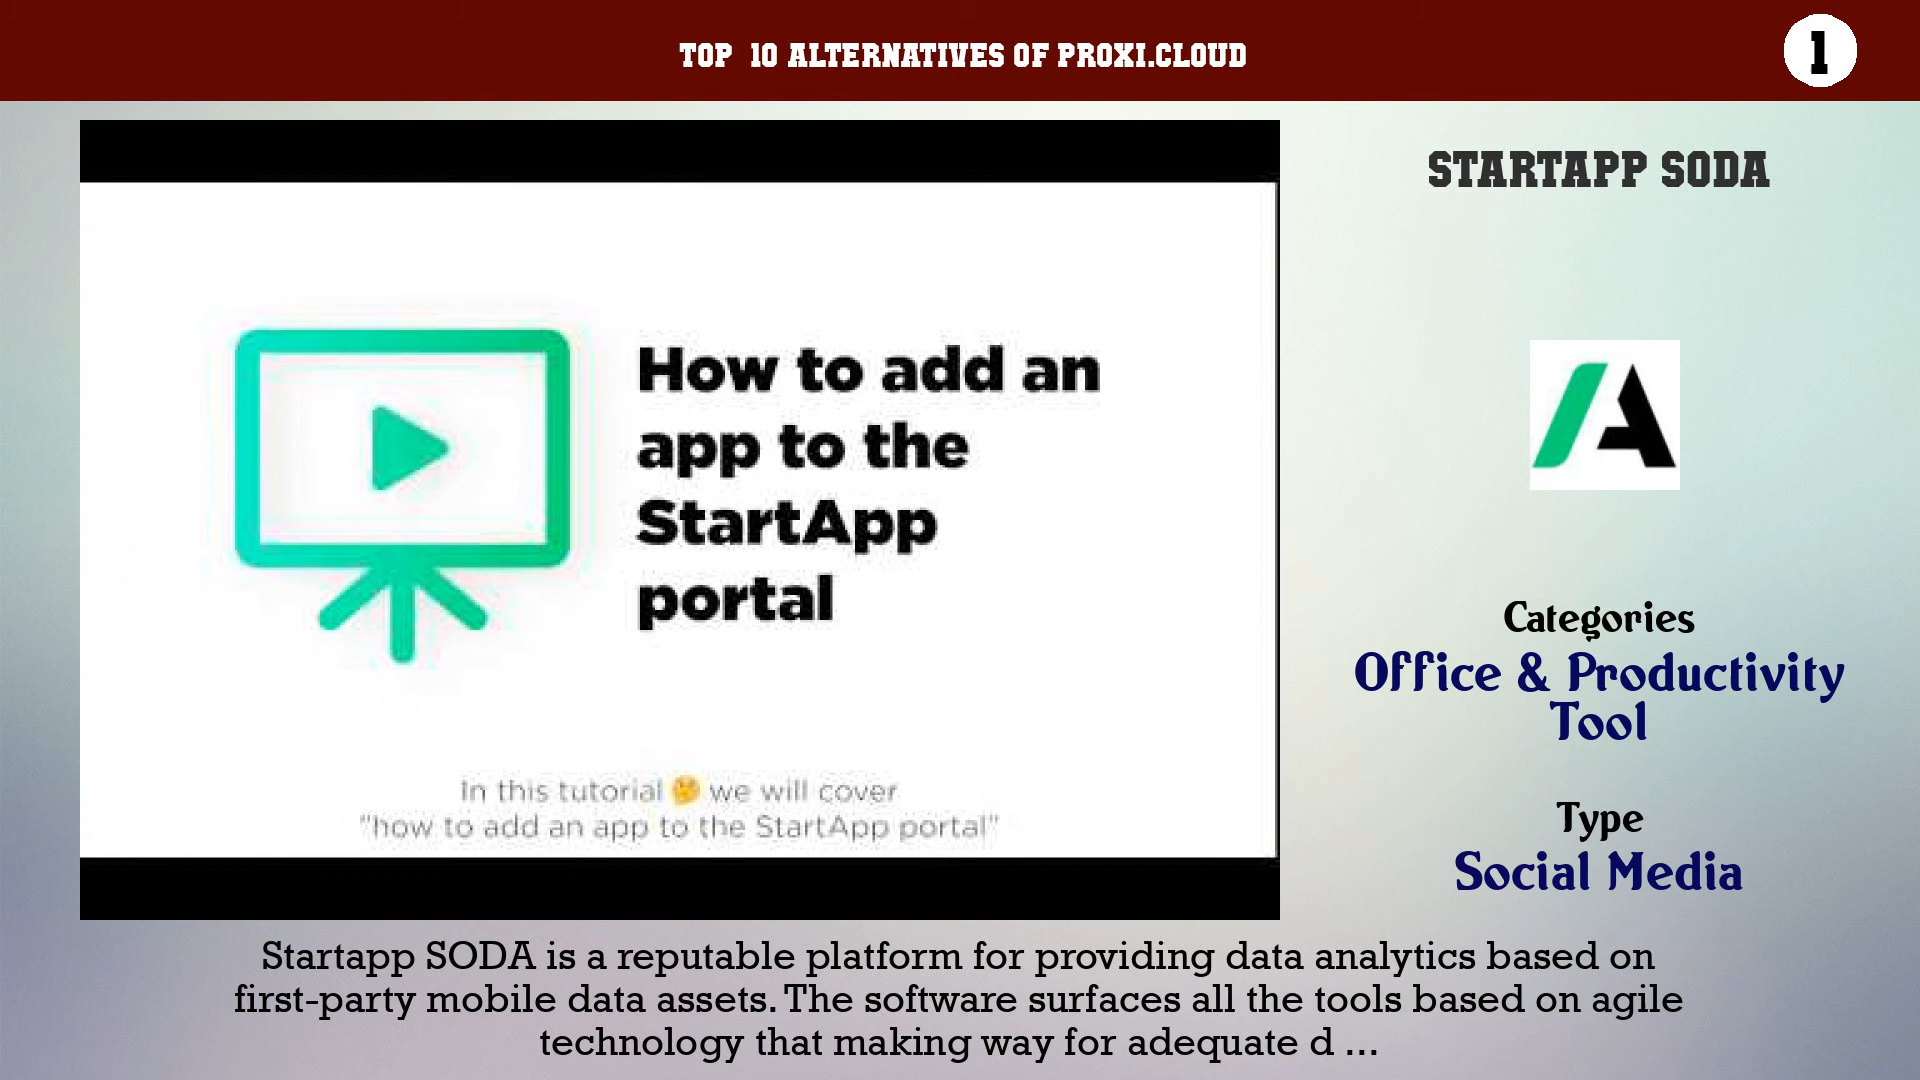 TOP 10 ALTERNATIVES OF PROXI.CLOUD
1
STARTAPP SODA
How to add an
app to the
StartApp
portal
In this tutorial 🤔 we will cover
"how to add an app to the StartApp portal"
A
Categories
Office & Productivity
Tool
Type
Social Media
Startapp SODA is a reputable platform for providing data analytics based on
first-party mobile data assets. The software surfaces all the tools based on agile
technology that making way for adequate d ...